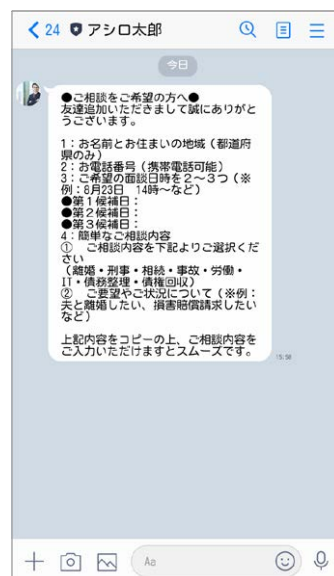 24 アシロ太郎
今日
●ご相談をご希望の方へ●
友達追加いただきまして誠にありがと
うございます。
1：お名前とお住まいの地域（都道府
県のみ）
2：お電話番号（携帯電話可能）
3：ご希望の面談日時を２～３つ（※
例：8月23日　14時～など）
●第１候補日：
●第２候補日：
●第３候補日：
4：簡単なご相談内容
①　ご相談内容を下記よりご選択くだ
さい
（離婚・刑事・相続・事故・労働・
IT・債務整理・債権回収）
②　ご要望やご状況について（※例：
夫と離婚したい、損害賠償請求したい
など）
上記内容をコピーの上、ご相談内容を
ご入力いただけますとスムーズです。
Aa